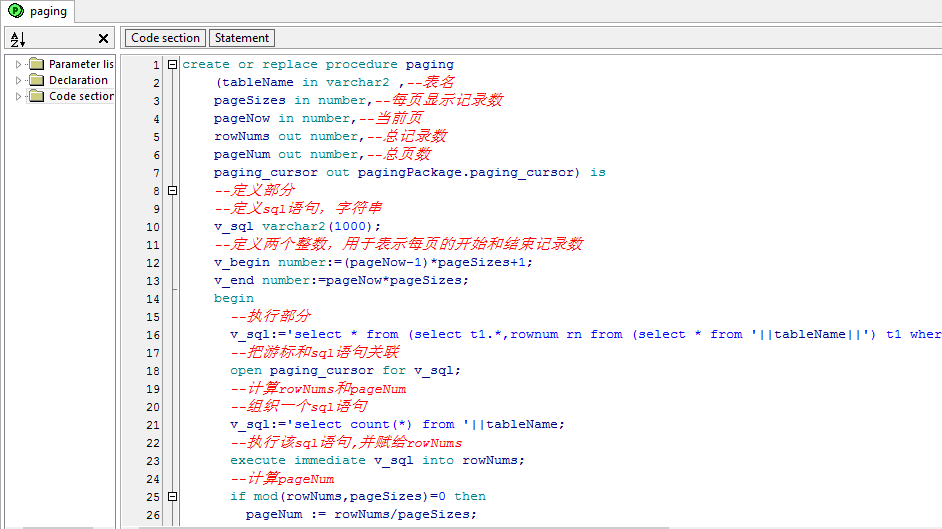 paging
Code section
Statement
Parameter lis
Declaration
Code section
1 create or replace procedure paging
2 (tableName in varchar2 ,--表名
3 pageSizes in number,--每页显示记录数
4 pageNow in number,--当前页
5 rowNums out number,--总记录数
6 pageNum out number,--总页数
7 paging_cursor out pagingPackage.paging_cursor) is
8 --定义部分
9 --定义sql语句，字符串
10 v_sql varchar2(1000);
11 --定义两个整数，用于表示每页的开始和结束记录数
12 v_begin number:=(pageNow-1)*pageSizes+1;
13 v_end number:=pageNow*pageSizes;
14 begin
15 --执行部分
16 v_sql:='select * from (select t1.*,rownum rn from (select * from '||tableName||') t1 wher
17 --把游标和sql语句关联
18 open paging_cursor for v_sql;
19 --计算rowNums和pageNum
20 --组织一个sql语句
21 v_sql:='select count(*) from '||tableName;
22 --执行该sql语句,并赋给rowNums
23 execute immediate v_sql into rowNums;
24 --计算pageNum
25 if mod(rowNums,pageSizes)=0 then
26 pageNum := rowNums/pageSizes;